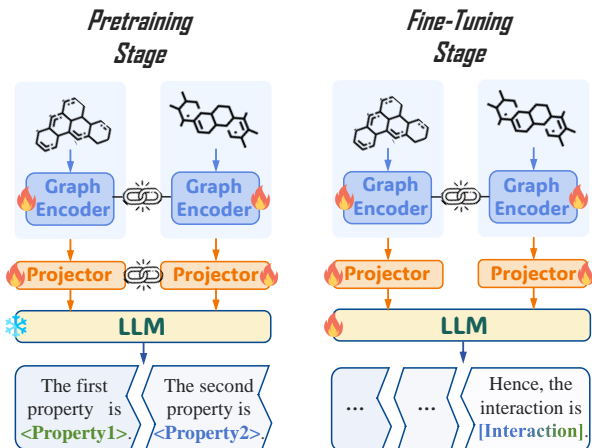 Pretraining
Stage
Graph
Encoder
Graph
Encoder
Projector
Projector
LLM
The first
property is
<Property1>.
The second
property is
<Property2>.
Fine-Tuning
Stage
Graph
Encoder
Graph
Encoder
Projector
Projector
LLM
...
...
Hence, the
interaction is
[Interaction].